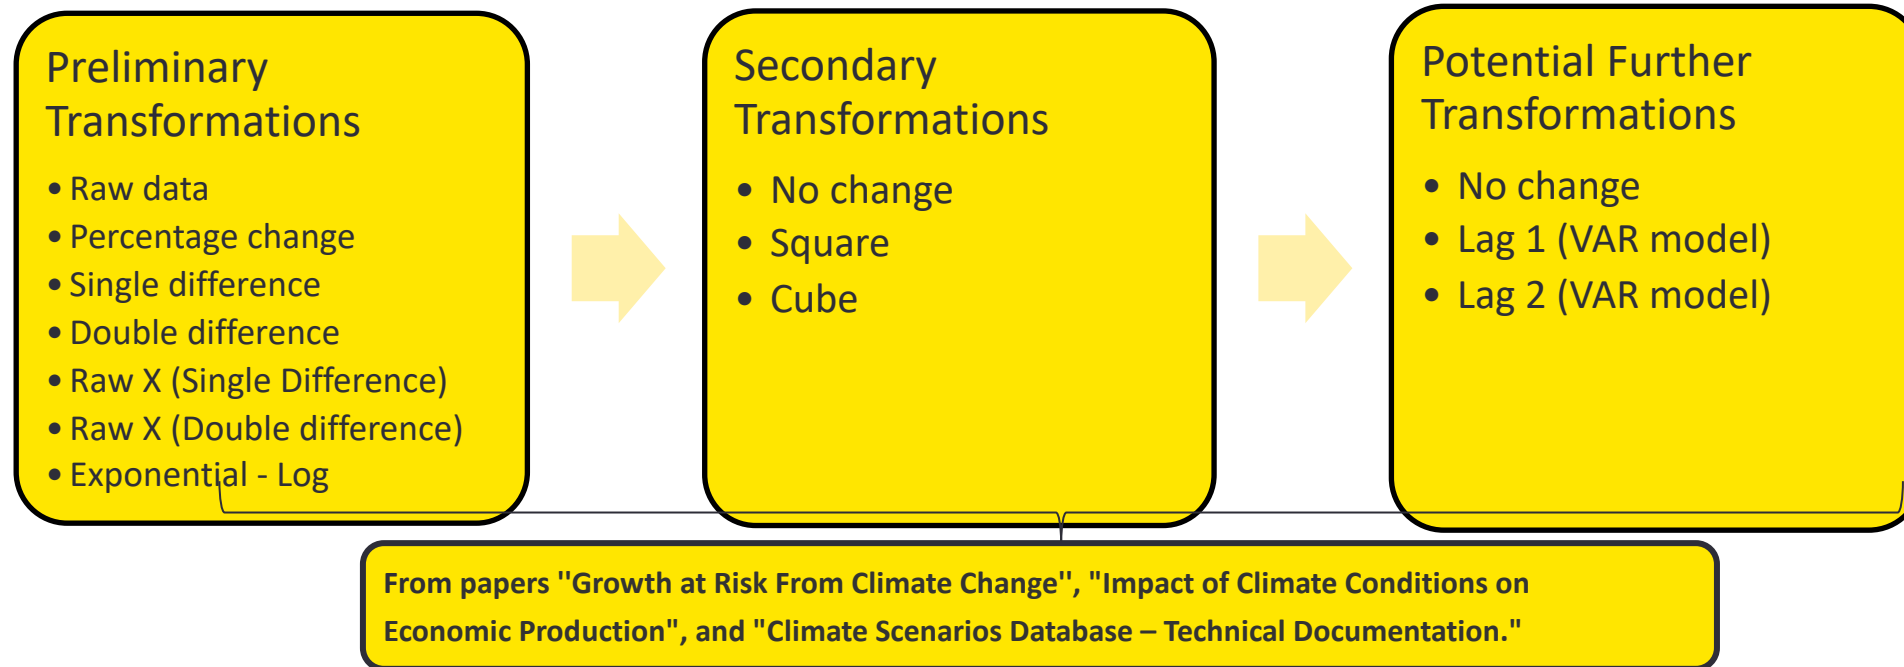 Preliminary
Transformations
• Raw data
• Percentage change
• Single difference
• Double difference
• Raw X (Single Difference)
• Raw X (Double difference)
• Exponential - Log
Secondary
Transformations
• No change
• Square
• Cube
Potential Further
Transformations
• No change
• Lag 1 (VAR model)
• Lag 2 (VAR model)
From papers "Growth at Risk From Climate Change", "Impact of Climate Conditions on
Economic Production", and "Climate Scenarios Database – Technical Documentation."